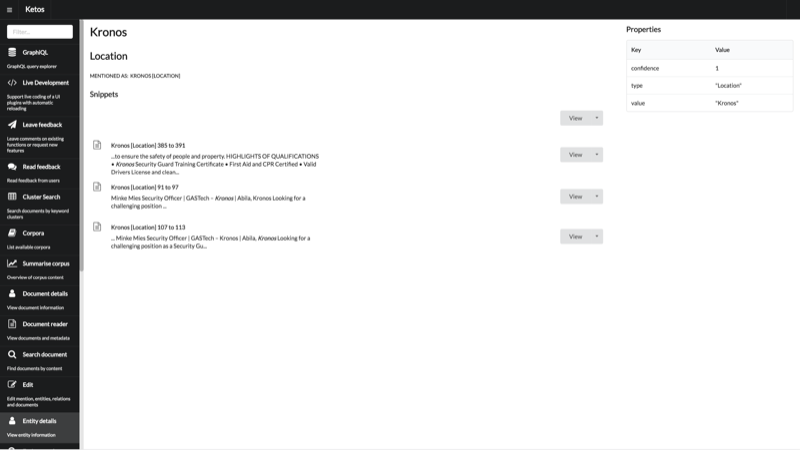 Ketos
Filter...
GraphQL
GraphQL query explorer
Live Development
Support live coding of a UI
plugins with automatic
reloading
Leave feedback
Leave comments on existing
functions or request new
features
Read feedback
Read feedback from users
Cluster Search
Search documents by keyword
clusters
Corpora
List available corpora
Summarise corpus
Overview of corpus content
Document details
View document information
Document reader
View documents and metadata
Search document
Find documents by content
Edit
Edit mention, entities, relations
and documents
Entity details
View entity information
Kronos
Location
MENTIONED AS: KRONOS[LOCATION]
Snippets
View
Kronos [Location] 385 to 391
...to ensure the safety of people and property. HIGHLIGHTS OF QUALIFICATIONS
• Kronos Security Guard Training Certificate • First Aid and CPR Certified • Valid
Drivers License and clean...
View
Kronos [Location] 91 to 97
Minke Mies Security Officer | GASTech – Kronos | Abila, Kronos Looking for a
challenging position ...
View
Kronos [Location] 107 to 113
... Minke Mies Security Officer | GASTech – Kronos | Abila, Kronos Looking for a
challenging position as a Security Gu...
View
Properties
Key Value
confidence 1
type "Location"
value "Kronos"